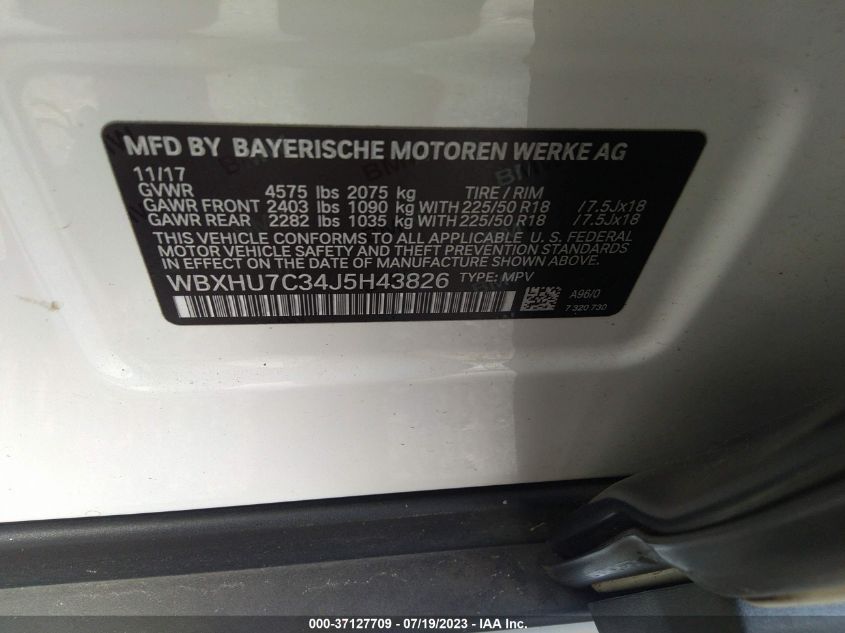 MFD BY BAYERISCHE MOTOREN WERKE AG
11/17
GVWR 4575 lbs 2075 kg TIRE / RIM
GAWR FRONT 2403 lbs 1090 kg WITH 225/50 R18 /7.5Jx18
GAWR REAR 2282 lbs 1035 kg WITH 225/50 R18 /7.5Jx18
THIS VEHICLE CONFORMS TO ALL APPLICABLE U. S. FEDERAL
MOTOR VEHICLE SAFETY AND THEFT PREVENTION STANDARDS
IN EFFECT ON THE DATE OF MANUFACTURE SHOWN ABOVE.
WBXHU7C34J5H43826 TYPE: MPV
A96/0
7 320 730
000-37127709 - 07/19/2023 - IAA Inc.